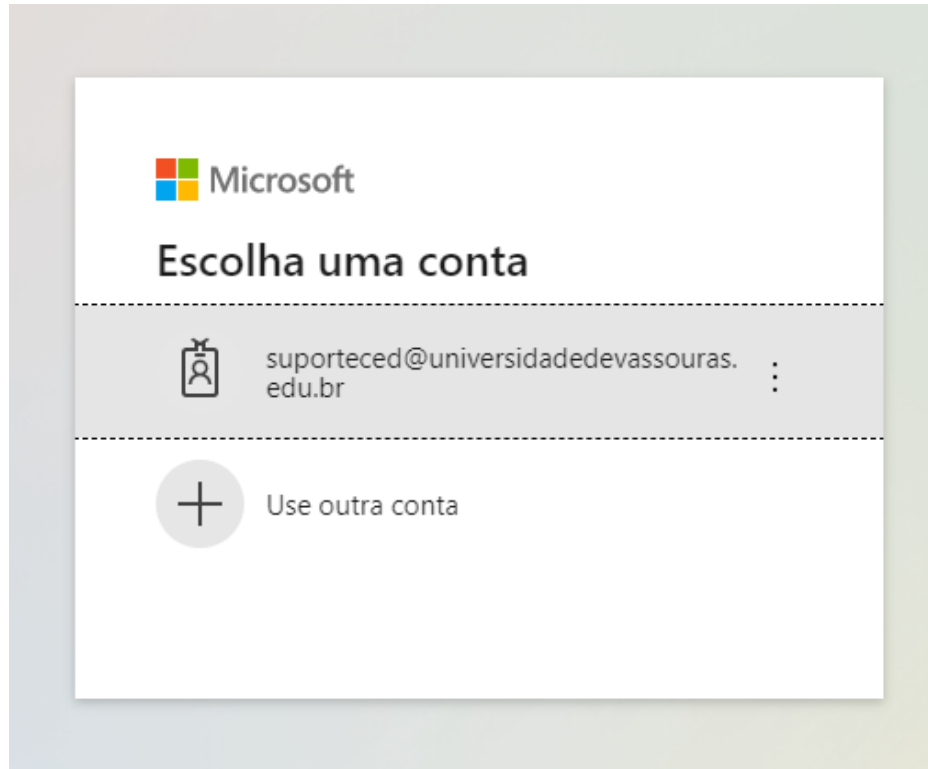 Microsoft
Escolha uma conta
suporteced@universidadedevassouras.
edu.br
Use outra conta